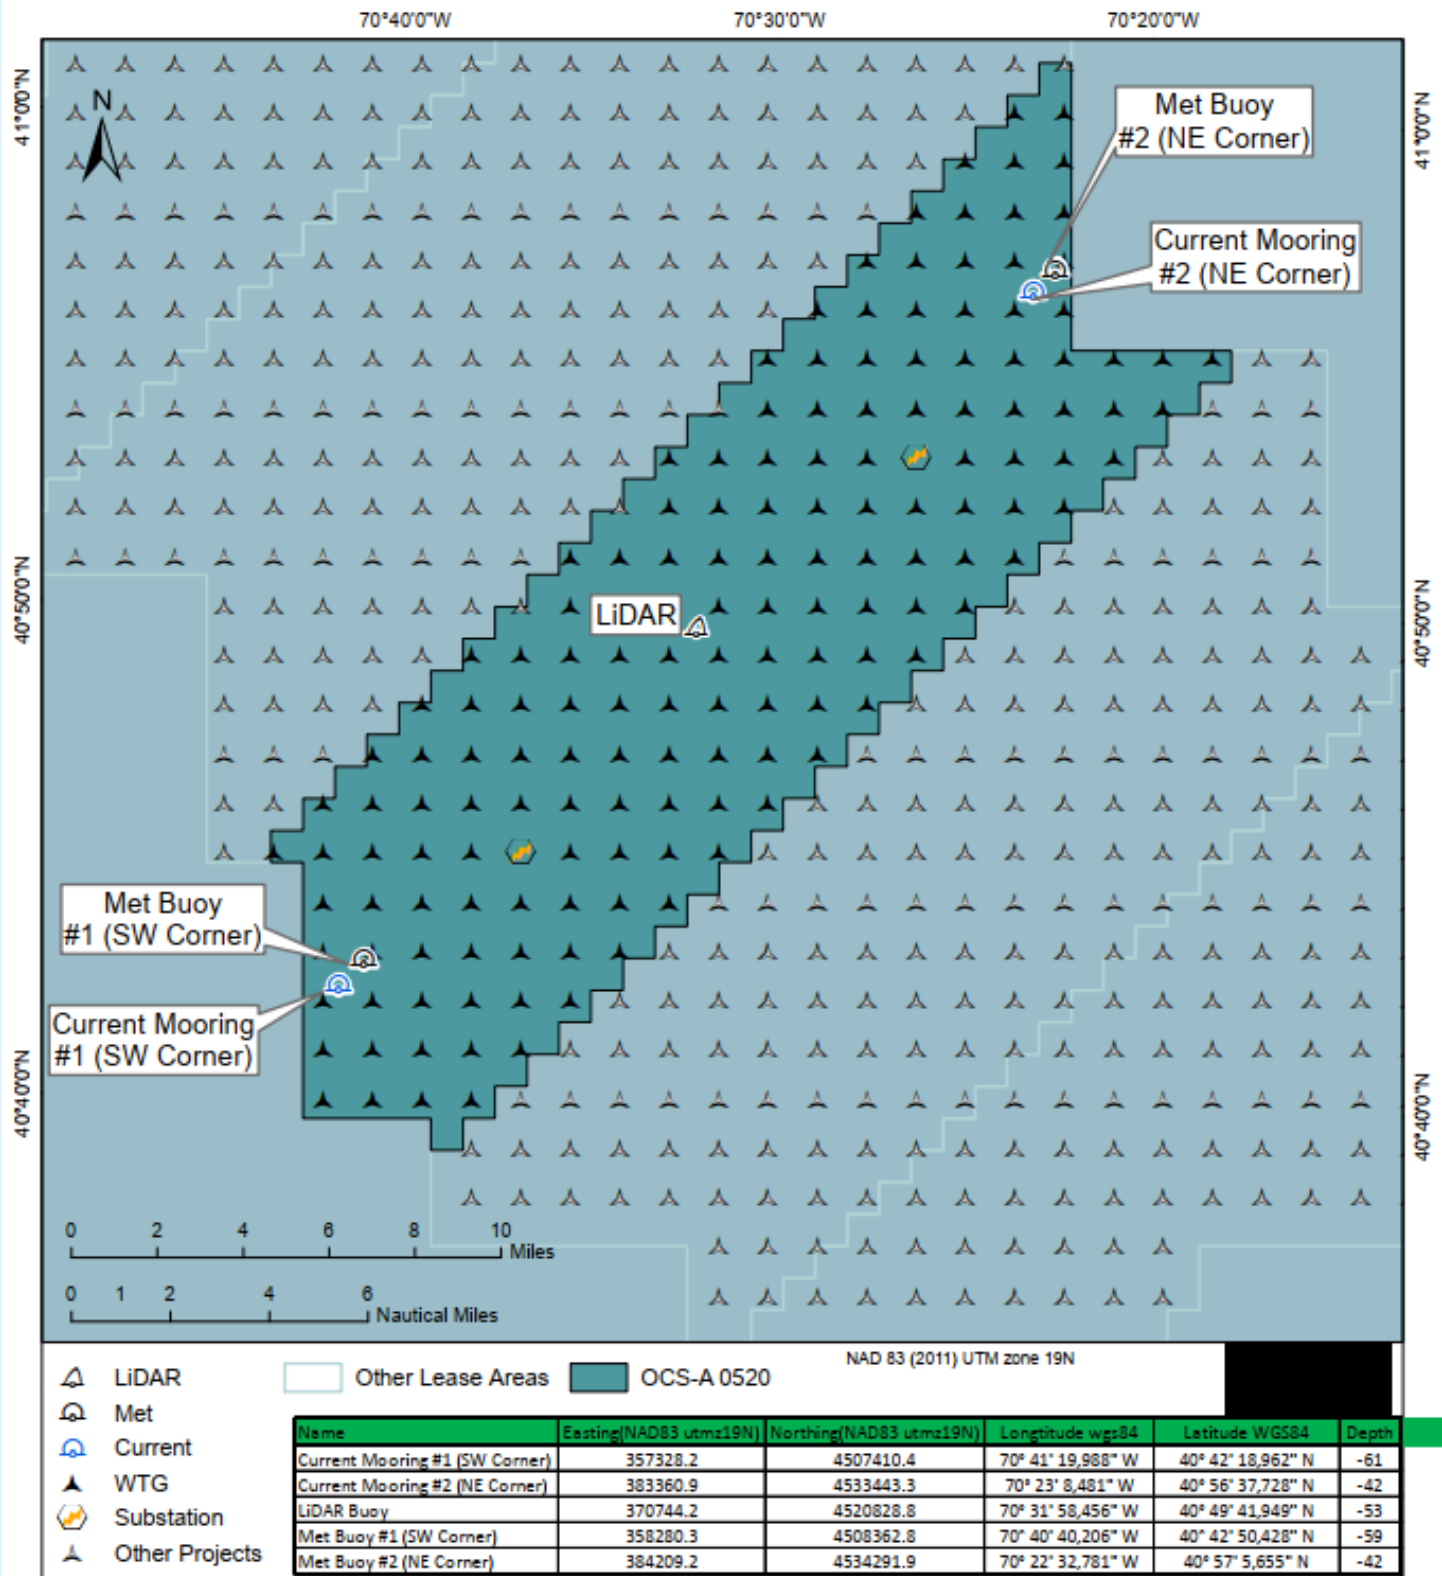 70°40'0"W 70°30'0"W 70°20'0"W
41°0'0"N
41°0'0"N
N
Met Buoy
#2 (NE Corner)
Current Mooring
#2 (NE Corner)
40°50'0"N
40°50'0"N
LiDAR
Met Buoy
#1 (SW Corner)
Current Mooring
#1 (SW Corner)
40°40'0"N
40°40'0"N
0 2 4 6 8 10
Miles
0 1 2 4 6
Nautical Miles
NAD 83 (2011) UTM zone 19N
LiDAR
Other Lease Areas
OCS-A 0520
Met
Current
WTG
Substation
Other Projects
Name Easting(NAD83 utmz19N) Northing(NAD83 utmz19N) Longtitude wgs84 Latitude WGS84 Depth
Current Mooring #1 (SW Corner) 357328.2 4507410.4 70° 41' 19,988" W 40° 42' 18,962" N -61
Current Mooring #2 (NE Corner) 383360.9 4533443.3 70° 23' 8,481" W 40° 56' 37,728" N -42
LiDAR Buoy 370744.2 4520828.8 70° 31' 58,456" W 40° 49' 41,949" N -53
Met Buoy #1 (SW Corner) 358280.3 4508362.8 70° 40' 40,206" W 40° 42' 50,428" N -59
Met Buoy #2 (NE Corner) 384209.2 4534291.9 70° 22' 32,781" W 40° 57' 5,655" N -42